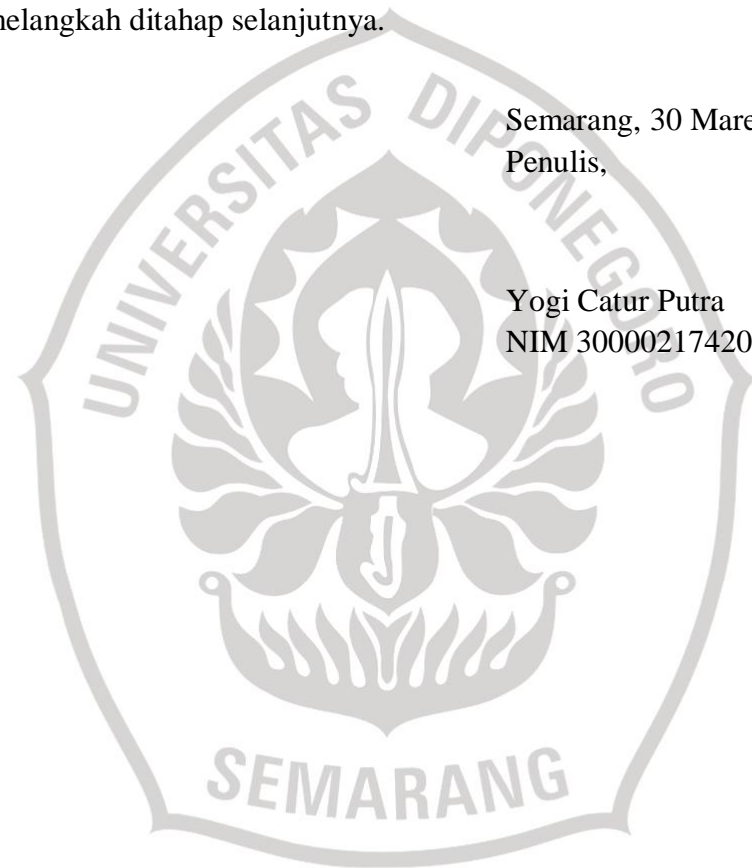 melangkah ditahap selanjutnya.
UNIVERSITAS DIPONEGORO
Semarang, 30 Mare
Penulis,
Yogi Catur Putra
NIM 30000217420
SEMARANG